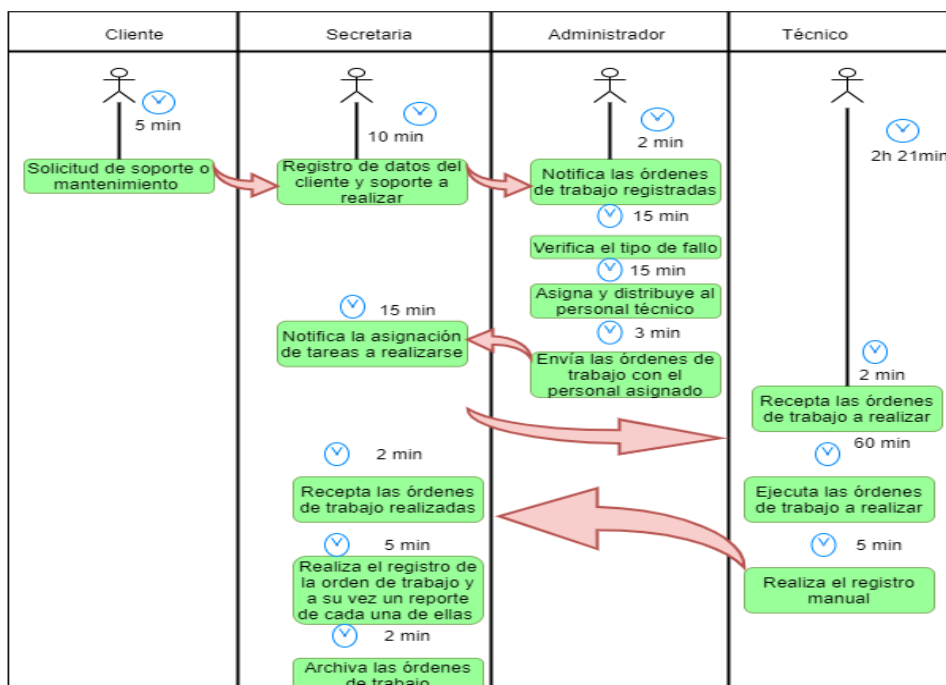 Cliente
Secretaria
Administrador
Técnico
5 min
10 min
2 min
2h 21min
Solicitud de soporte o
mantenimiento
Registro de datos del
cliente y soporte a
realizar
Notifica las órdenes
de trabajo registradas
15 min
Verifica el tipo de fallo
15 min
Asigna y distribuye al
personal técnico
15 min
3 min
Notifica la asignación
de tareas a realizarse
Envía las órdenes de
trabajo con el
personal asignado
2 min
Recepta las órdenes
de trabajo a realizar
60 min
2 min
Recepta las órdenes
de trabajo realizadas
Ejecuta las órdenes
de trabajo a realizar
5 min
5 min
Realiza el registro de
la orden de trabajo y
a su vez un reporte
de cada una de ellas
Realiza el registro
manual
2 min
Archiva las órdenes
de trabajo